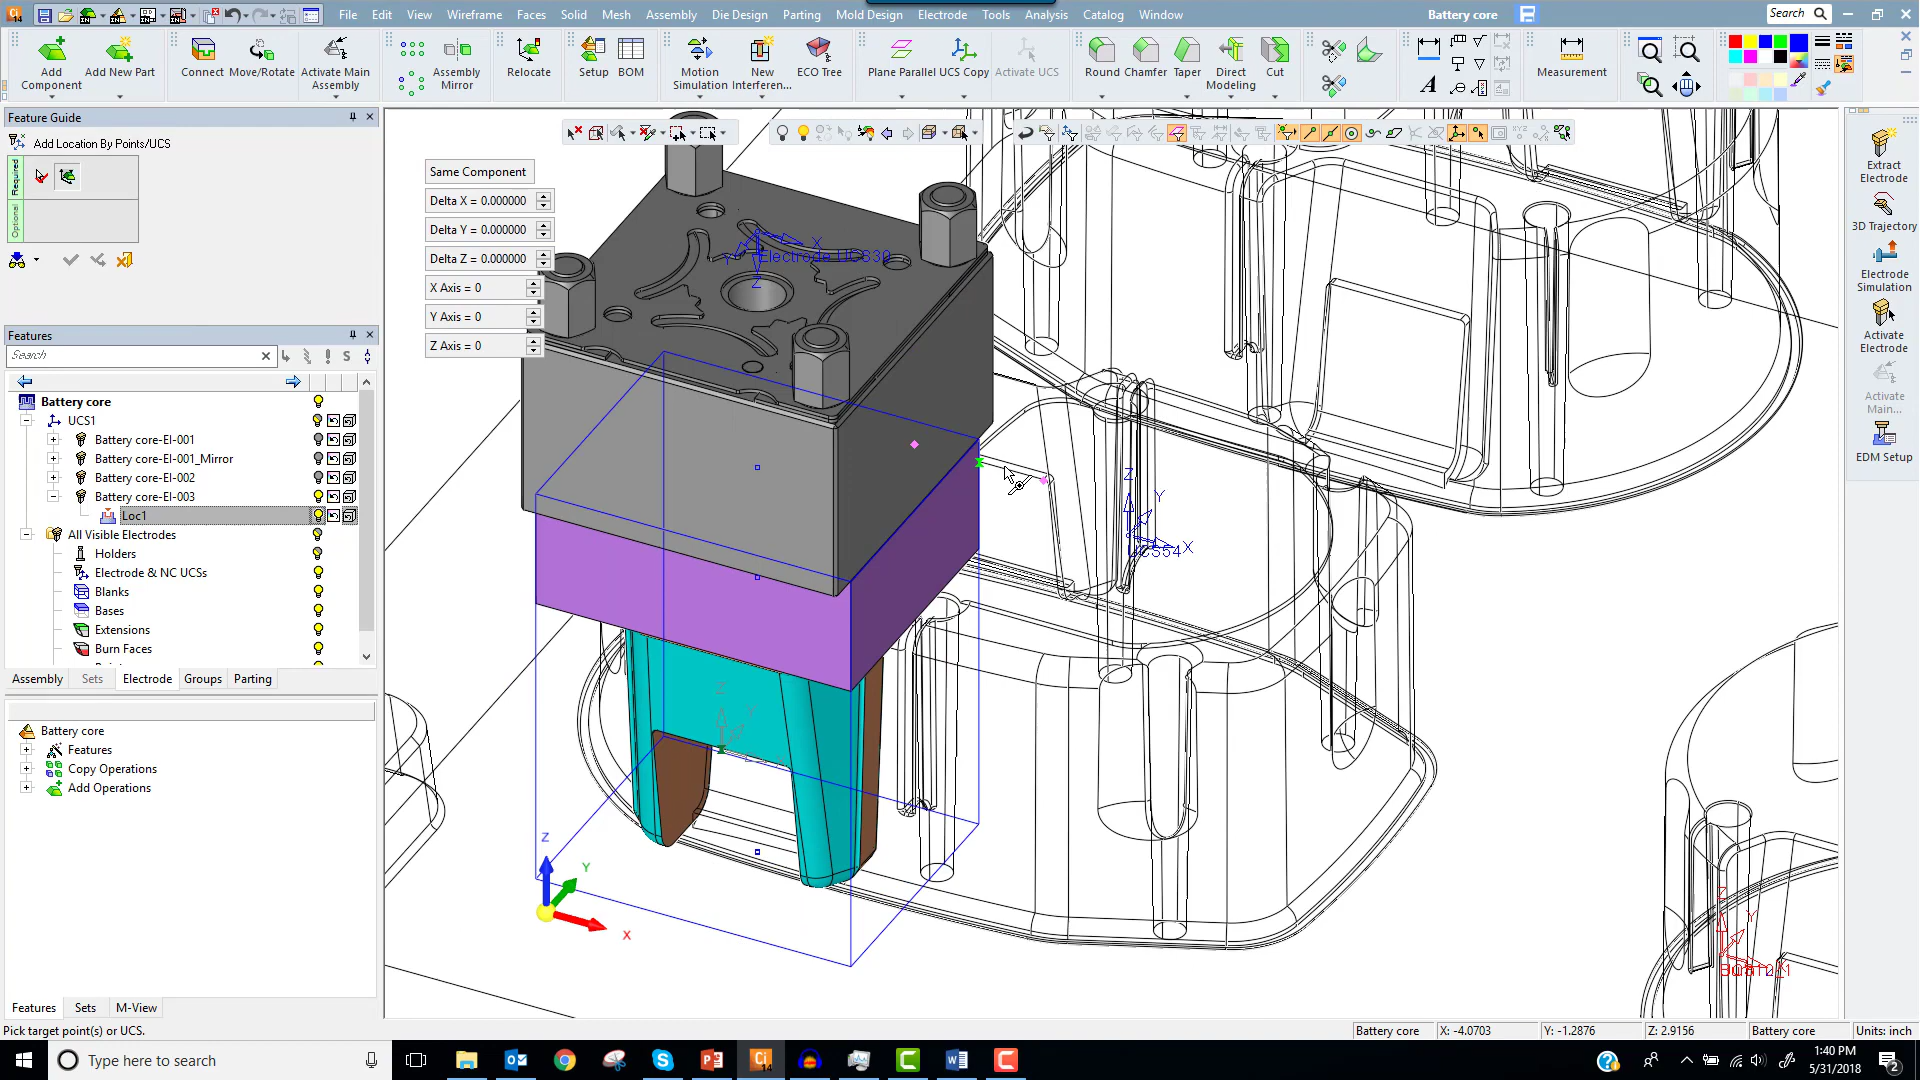 File Edit View Wireframe Faces Solid Mesh Assembly Die Design Parting Mold Design Electrode Tools Analysis Catalog Window
Battery core
Search
Add Component
Add New Part
Connect
Move/Rotate
Activate Main Assembly
Assembly Mirror
Relocate
Setup
BOM
Motion Simulation
New Interferen...
ECO Tree
Plane Parallel
UCS Copy
Activate UCS
Round
Chamfer
Taper
Direct Modeling
Cut
Measurement
Feature Guide
Add Location By Points/UCS
Required
Optional
Same Component
Delta X = 0.000000
Delta Y = 0.000000
Delta Z = 0.000000
X Axis = 0
Y Axis = 0
Z Axis = 0
Features
Search
Battery core
UCS1
Battery core-El-001
Battery core-El-001_Mirror
Battery core-El-002
Battery core-El-003
Loc1
All Visible Electrodes
Holders
Electrode & NC UCSs
Blanks
Bases
Extensions
Burn Faces
Assembly Sets Electrode Groups Parting
Battery core
Features
Copy Operations
Add Operations
Features Sets M-View
X
Y
Z
Electrode UCS30
Z
Y
X
UCS54
Z
Y
X
Z
Y
Z
Y
Extract Electrode
3D Trajectory
Electrode Simulation
Activate Electrode
Activate Main...
EDM Setup
Pick target point(s) or UCS.
Battery core
X: -4.0703
Y: -1.2876
Z: 2.9156
Battery core
Units: inch
Type here to search
1:40 PM
5/31/2018
2